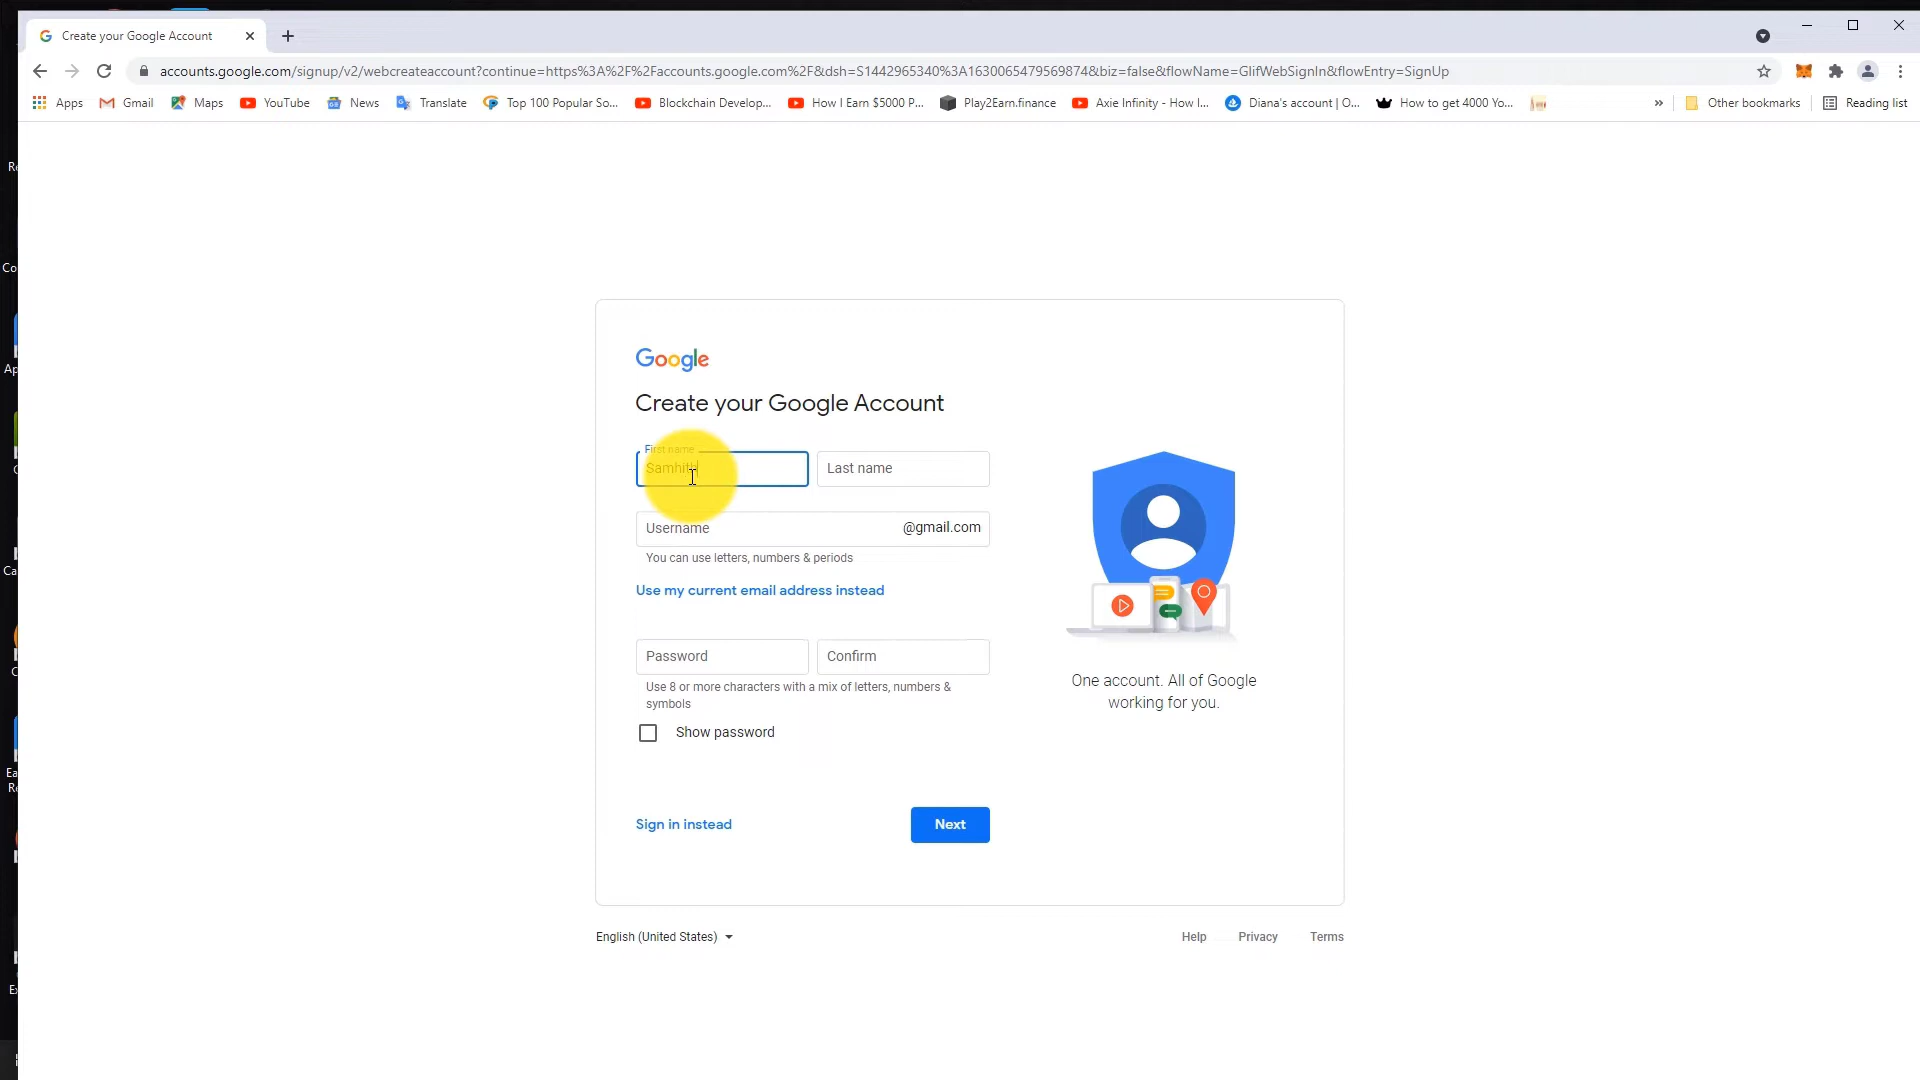 Create your Google Account
accounts.google.com/signup/v2/webcreateaccount?continue=https%3A%2F%2Faccounts.google.com%2F&dsh=S1442965340%3A1630065479569874&biz=false&flowName=GlifWebSignIn&flowEntry=SignUp
Apps Gmail Maps YouTube News Translate Top 100 Popular So... Blockchain Develop... How I Earn $5000 P... Play2Earn.finance Axie Infinity - How I... Diana's account | O... How to get 4000 Yo... » Other bookmarks Reading list
Google
Create your Google Account
First name
Samhith
Last name
Username @gmail.com
You can use letters, numbers & periods
Use my current email address instead
Password Confirm
Use 8 or more characters with a mix of letters, numbers &
symbols
Show password
Sign in instead Next
One account. All of Google
working for you.
English (United States) Help Privacy Terms